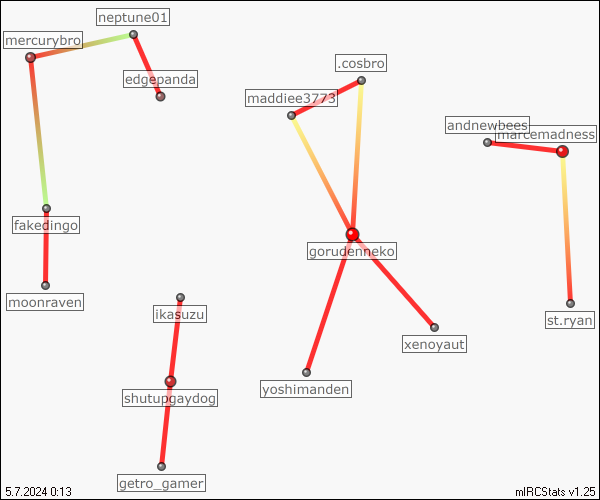 neptune01
mercurybro
.cosbro
edgepanda
maddiee3773
andnewbees
marcemadness
fakedingo
gorudenneko
moonraven
ikasuzu
st.ryan
xenoyaut
yoshimanden
shutupgaydog
getro_gamer
5.7.2024 0:13
mIRCStats v1.25